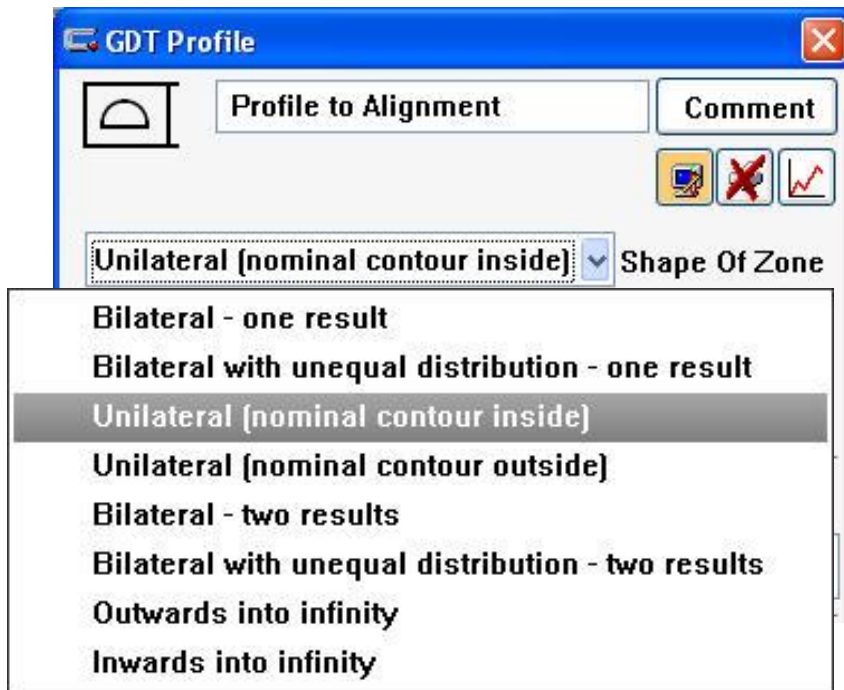 GDT Profile
Profile to Alignment
Comment
Unilateral (nominal contour inside)
Shape Of Zone
Bilateral - one result
Bilateral with unequal distribution - one result
Unilateral (nominal contour inside)
Unilateral (nominal contour outside)
Bilateral - two results
Bilateral with unequal distribution - two results
Outwards into infinity
Inwards into infinity